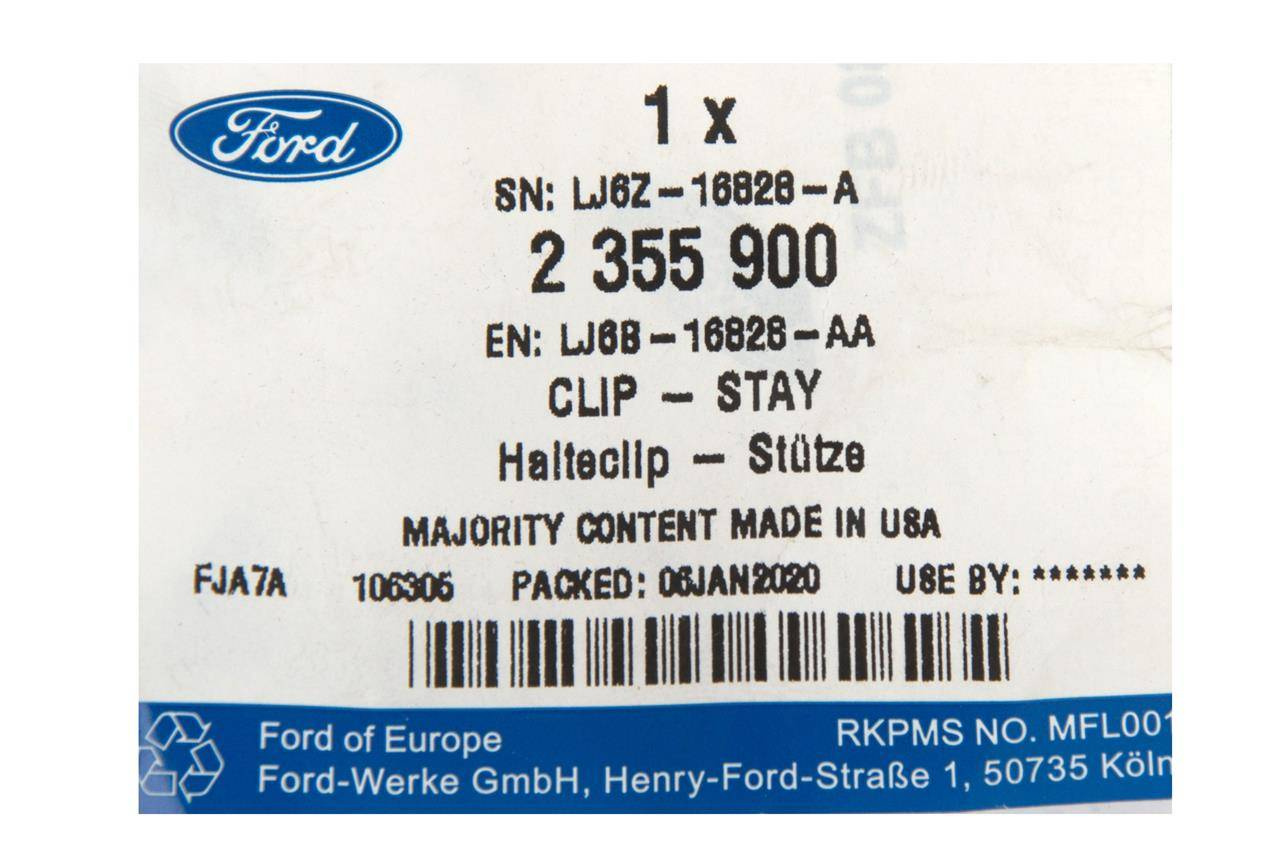 Ford
1 x
SN: LJ6Z-16828-A
2 355 900
EN: LJ6B-16828-AA
CLIP - STAY
Halteclip - Stütze
MAJORITY CONTENT MADE IN USA
FJA7A 106305 PACKED: 06JAN2020 USE BY: *******
Ford of Europe RKPMS NO. MFL001
Ford-Werke GmbH, Henry-Ford-Straße 1, 50735 Köln